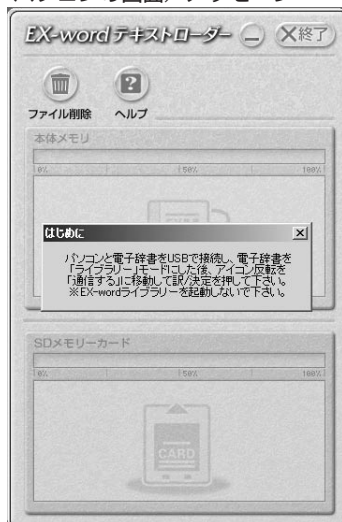 EX-word テキストローダー
終了
ファイル削除 ヘルプ
本体メモリ
0% 50% 100%
はじめに
パソコンと電子辞書をUSBで接続し、電子辞書を
「ライブラリー」モードにした後、アイコン反転を
「通信する」に移動して訳/決定を押して下さい。
※EX-wordライブラリーを起動しないで下さい。
SDメモリーカード
0% 50% 100%
CARD